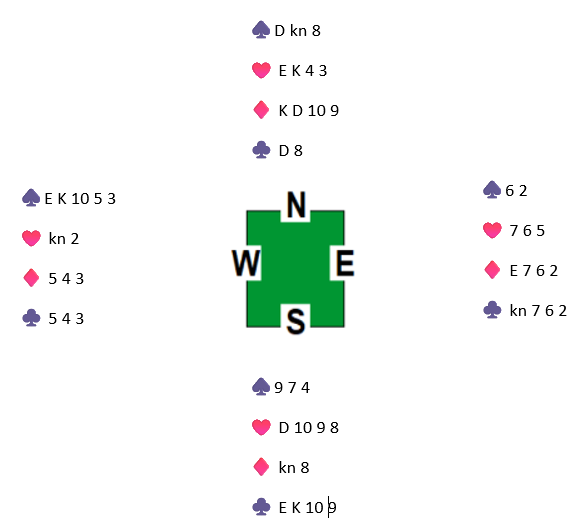 ♠ D kn 8
♥ E K 4 3
♦ K D 10 9
♣ D 8
♠ E K 10 5 3
♥ kn 2
♦ 5 4 3
♣ 5 4 3
N
W E
S
♠ 6 2
♥ 7 6 5
♦ E 7 6 2
♣ kn 7 6 2
♠ 9 7 4
♥ D 10 9 8
♦ kn 8
♣ E K 10 9